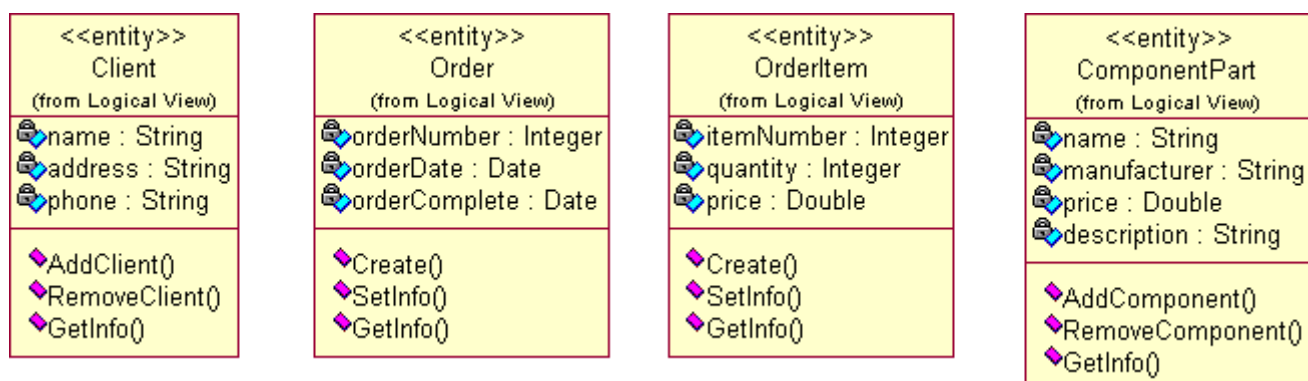 <<entity>>
Client
(from Logical View)
name : String
address : String
phone : String
AddClient()
RemoveClient()
GetInfo()
<<entity>>
Order
(from Logical View)
orderNumber : Integer
orderDate : Date
orderComplete : Date
Create()
SetInfo()
GetInfo()
<<entity>>
OrderItem
(from Logical View)
itemNumber : Integer
quantity : Integer
price : Double
Create()
SetInfo()
GetInfo()
<<entity>>
ComponentPart
(from Logical View)
name : String
manufacturer : String
price : Double
description : String
AddComponent()
RemoveComponent()
GetInfo()